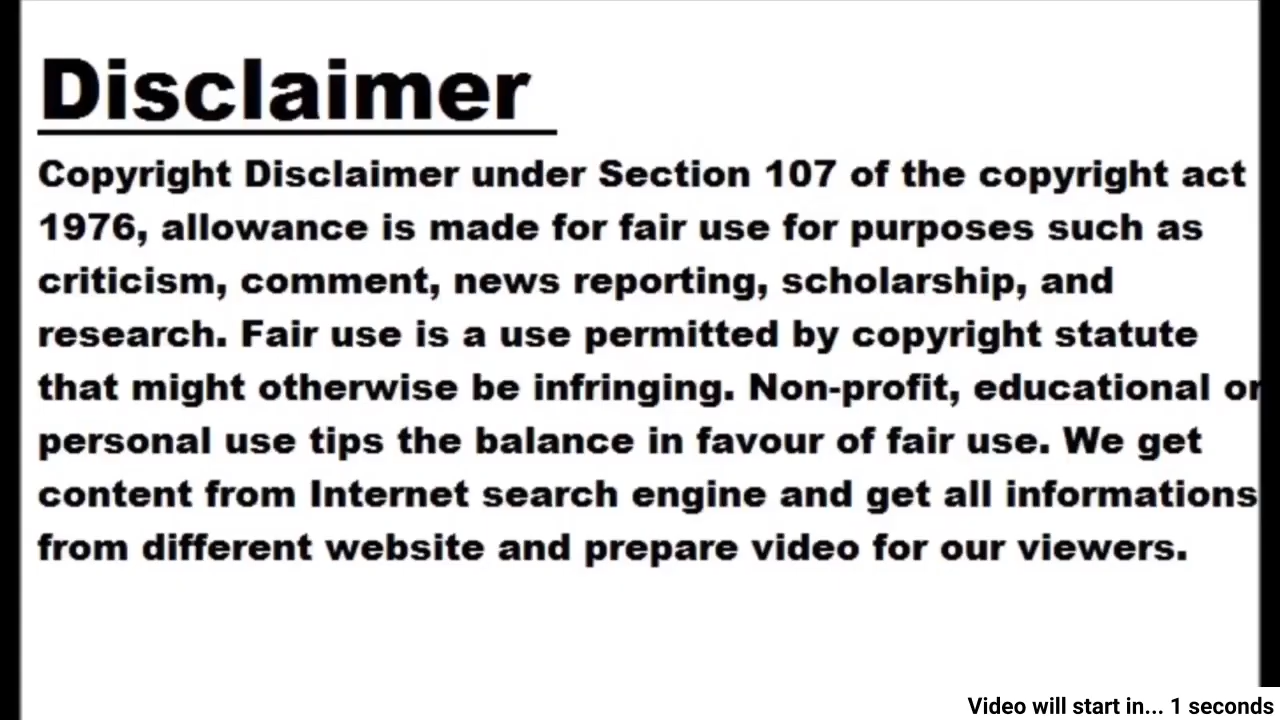 Disclaimer
Copyright Disclaimer under Section 107 of the copyright act
1976, allowance is made for fair use for purposes such as
criticism, comment, news reporting, scholarship, and
research. Fair use is a use permitted by copyright statute
that might otherwise be infringing. Non-profit, educational or
personal use tips the balance in favour of fair use. We get
content from Internet search engine and get all informations
from different website and prepare video for our viewers.
Video will start in... 1 seconds